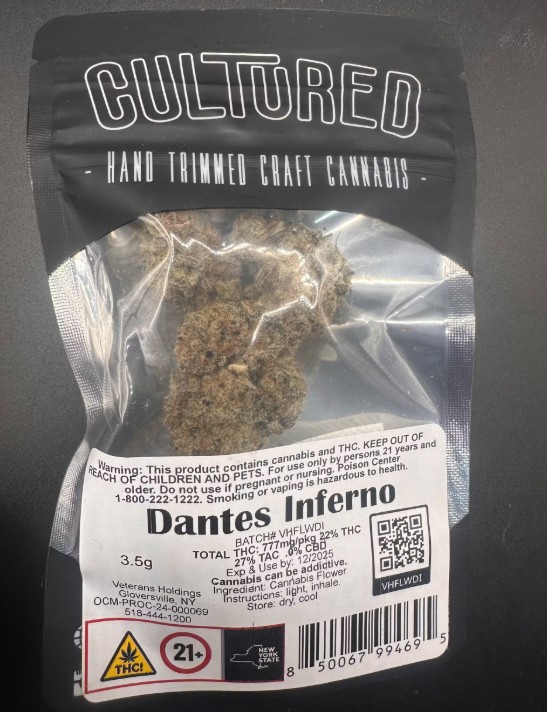 CULTURED
- HAND TRIMMED CRAFT CANNABIS -
Warning: This product contains cannabis and THC. KEEP OUT OF
REACH OF CHILDREN AND PETS. For use only by persons 21 years and
older. Do not use if pregnant or nursing. Poison Center
1-800-222-1222. Smoking or vaping is hazardous to health.
Dantes Inferno
BATCH# VHFLWDI
TOTAL THC: 777mg/pkg 22% THC
27% TAC .0% CBD
Exp & Use by: 12/2025
Cannabis can be addictive.
Ingredient: Cannabis Flower
Instructions: light, inhale.
Store: dry, cool
3.5g
Veterans Holdings
Gloversville, NY
OCM-PROC-24-000069
518-444-1200
VHFLWDI
THC!
21+
NEW
YORK
STATE
8 50067 99469 5